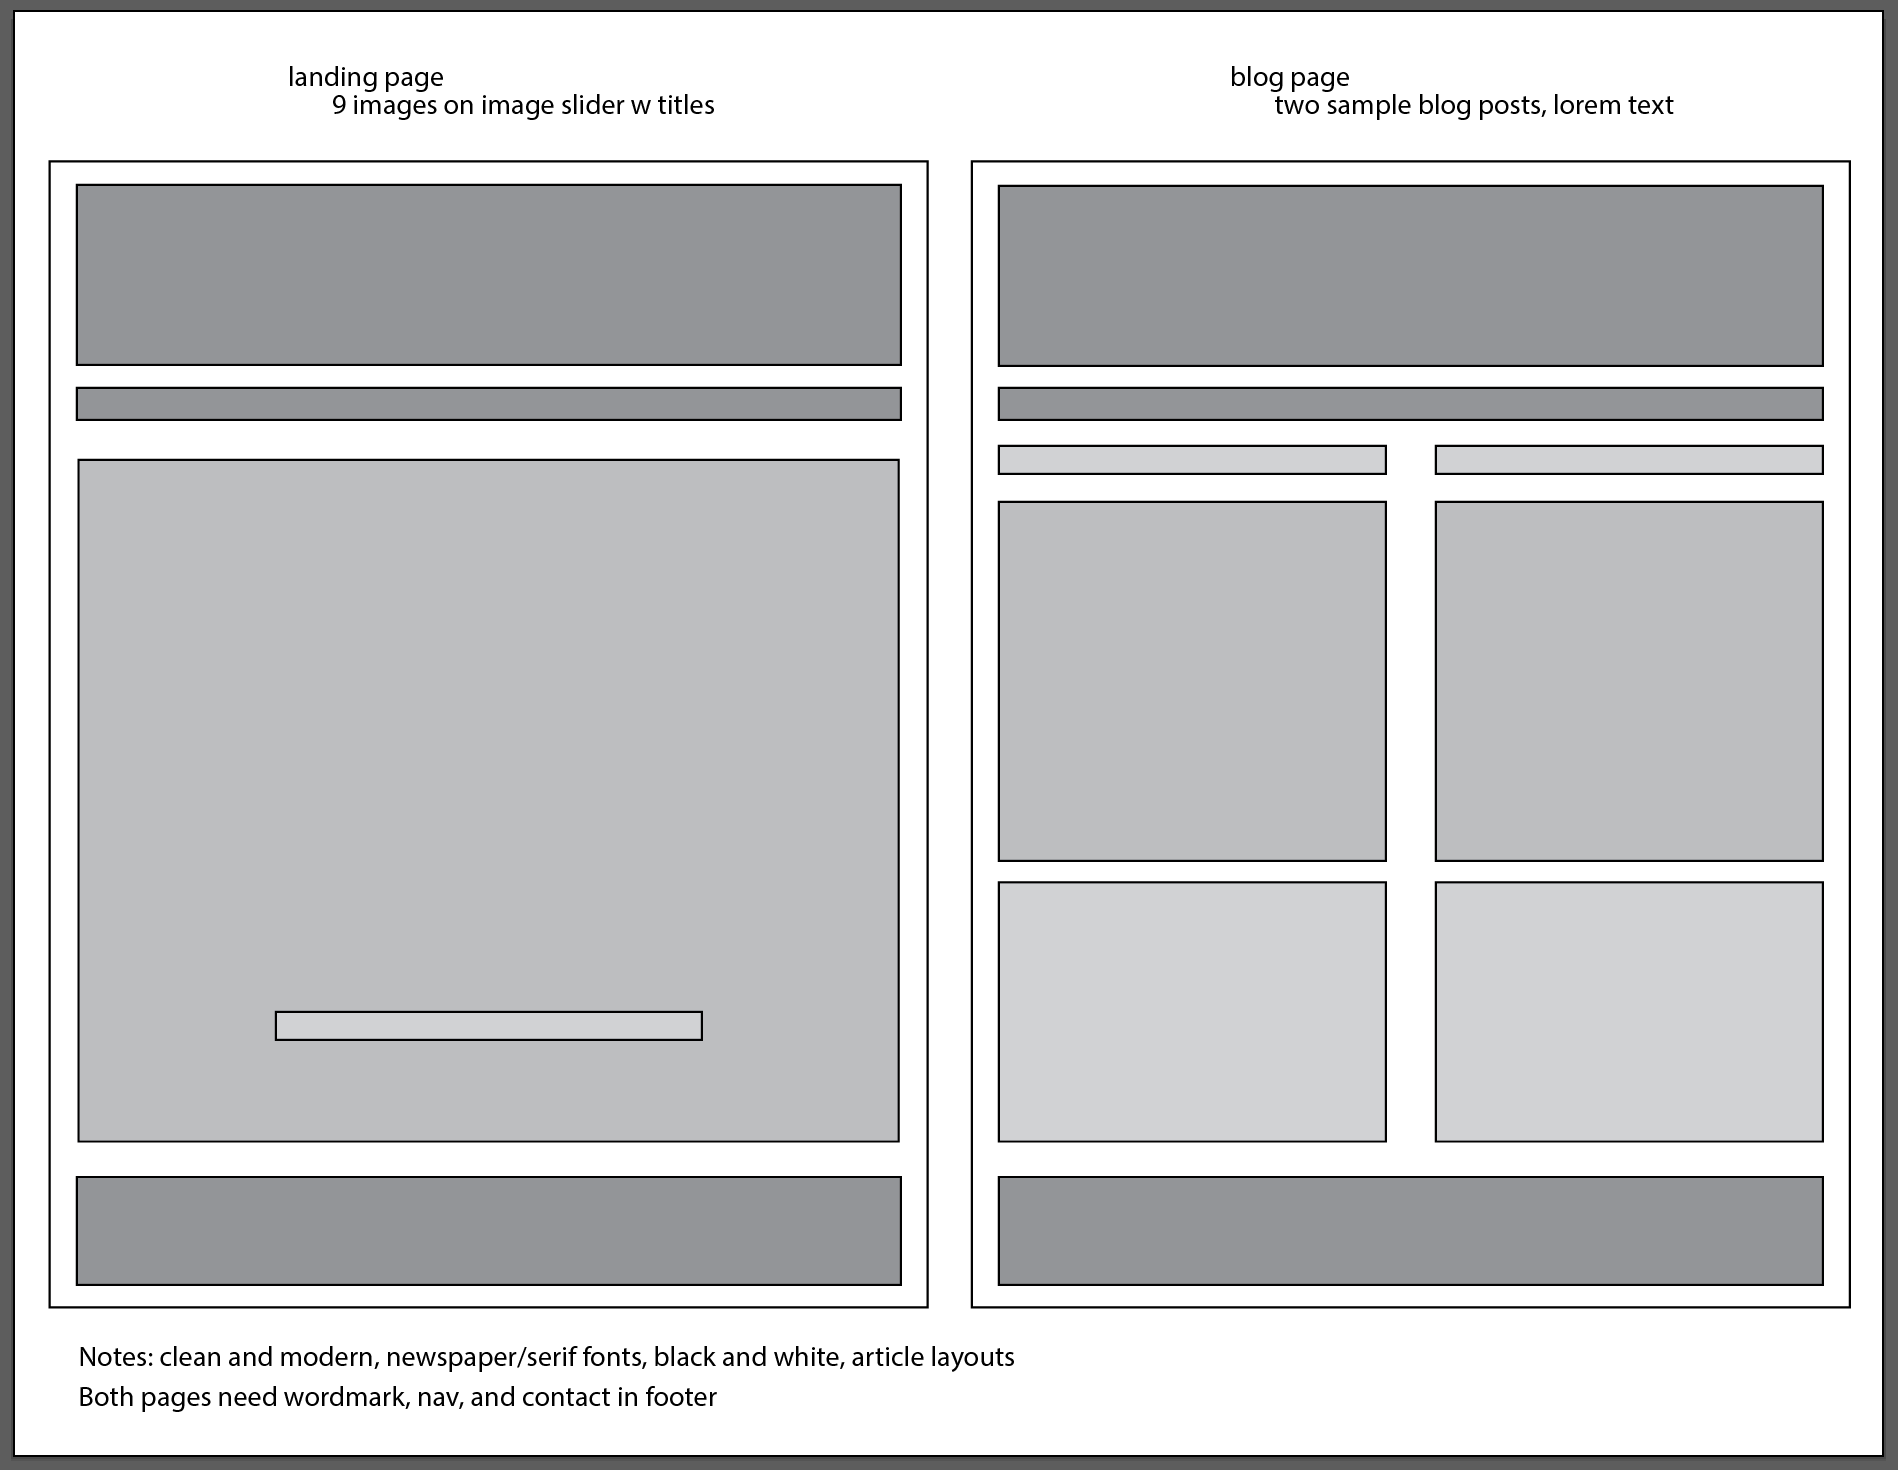 landing page
9 images on image slider w titles
blog page
two sample blog posts, lorem text
Notes: clean and modern, newspaper/serif fonts, black and white, article layouts
Both pages need wordmark, nav, and contact in footer